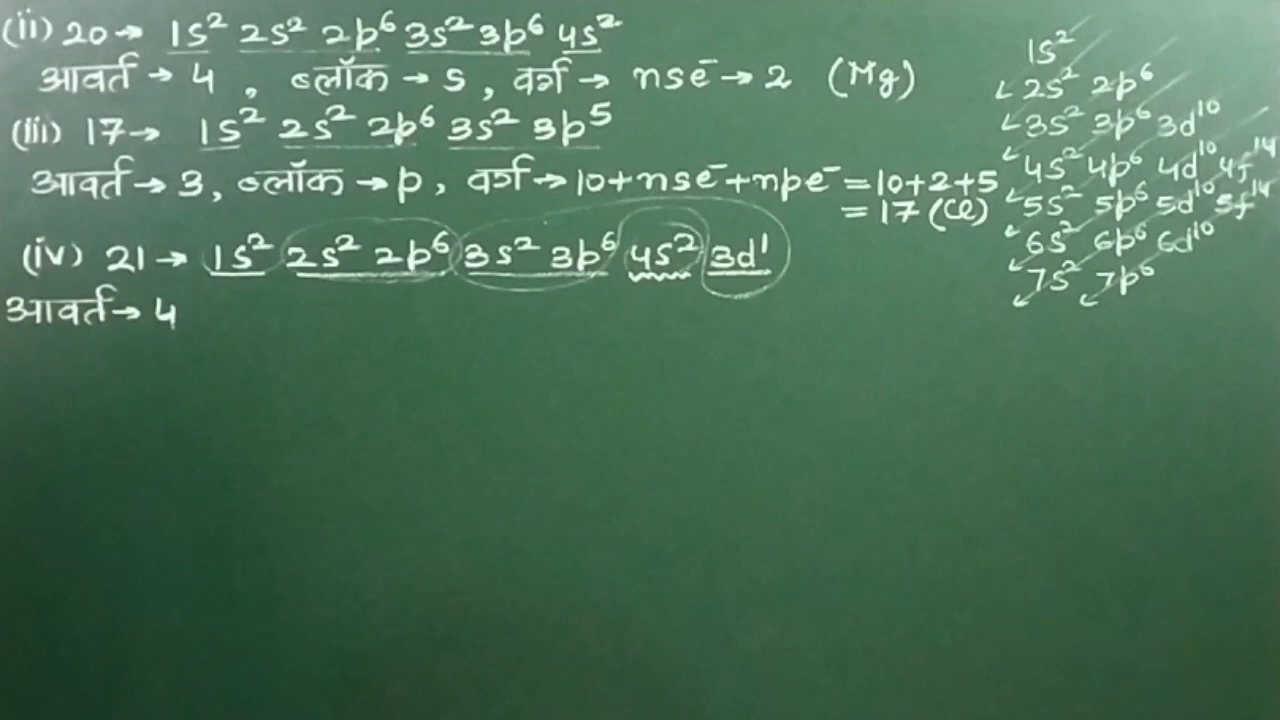 (ii) 20→ 1s² 2s² 2p⁶ 3s² 3p⁶ 4s²
आवर्त → 4 , ब्लॉक → s , वर्ग → nse⁻ → 2 (Mg)
(iii) 17→ 1s² 2s² 2p⁶ 3s² 3p⁵
आवर्त → 3, ब्लॉक → p, वर्ग → 10+nse⁻+npe⁻ = 10+2+5
= 17 (Cl)
(iv) 21 → 1s² 2s² 2p⁶ 3s² 3p⁶ 4s² 3d¹
आवर्त → 4
1s²
2s² 2p⁶
3s² 3p⁶ 3d¹⁰
4s² 4p⁶ 4d¹⁰ 4f¹⁴
5s² 5p⁶ 5d¹⁰ 5f¹⁴
6s² 6p⁶ 6d¹⁰
7s² 7p⁶